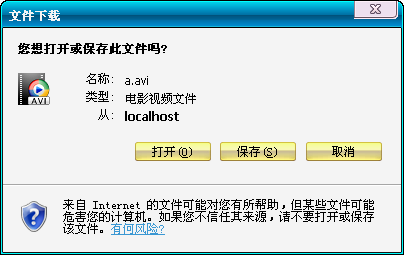 文件下载
您想打开或保存此文件吗?
AVI
名称: a.avi
类型: 电影视频文件
从: localhost
打开(O) 保存(S) 取消
来自 Internet 的文件可能对您有所帮助,但某些文件可能
危害您的计算机。如果您不信任其来源,请不要打开或保存
该文件。有何风险?